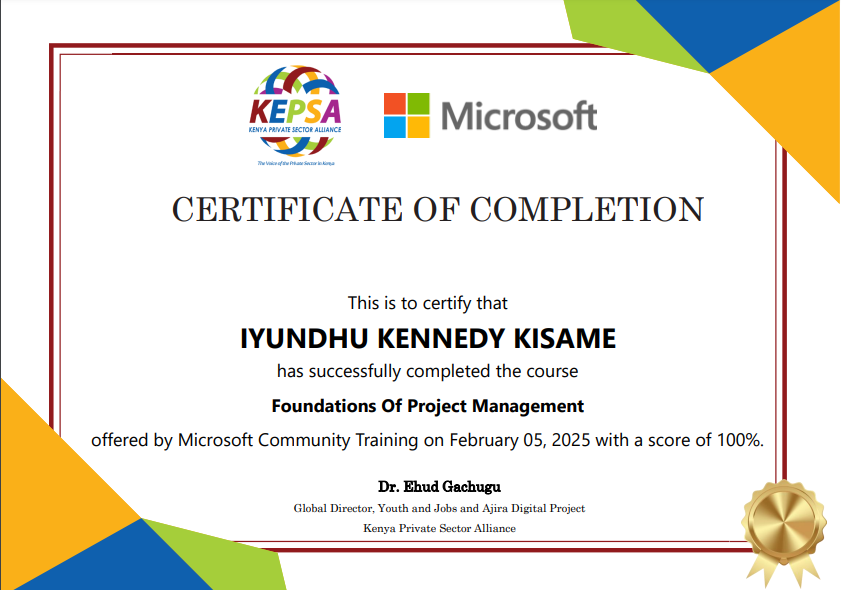 KEPSA
KENYA PRIVATE SECTOR ALLIANCE
The Voice of the Private Sector in Kenya
Microsoft
CERTIFICATE OF COMPLETION
This is to certify that
IYUNDHU KENNEDY KISAME
has successfully completed the course
Foundations Of Project Management
offered by Microsoft Community Training on February 05, 2025 with a score of 100%.
Dr. Ehud Gachugu
Global Director, Youth and Jobs and Ajira Digital Project
Kenya Private Sector Alliance